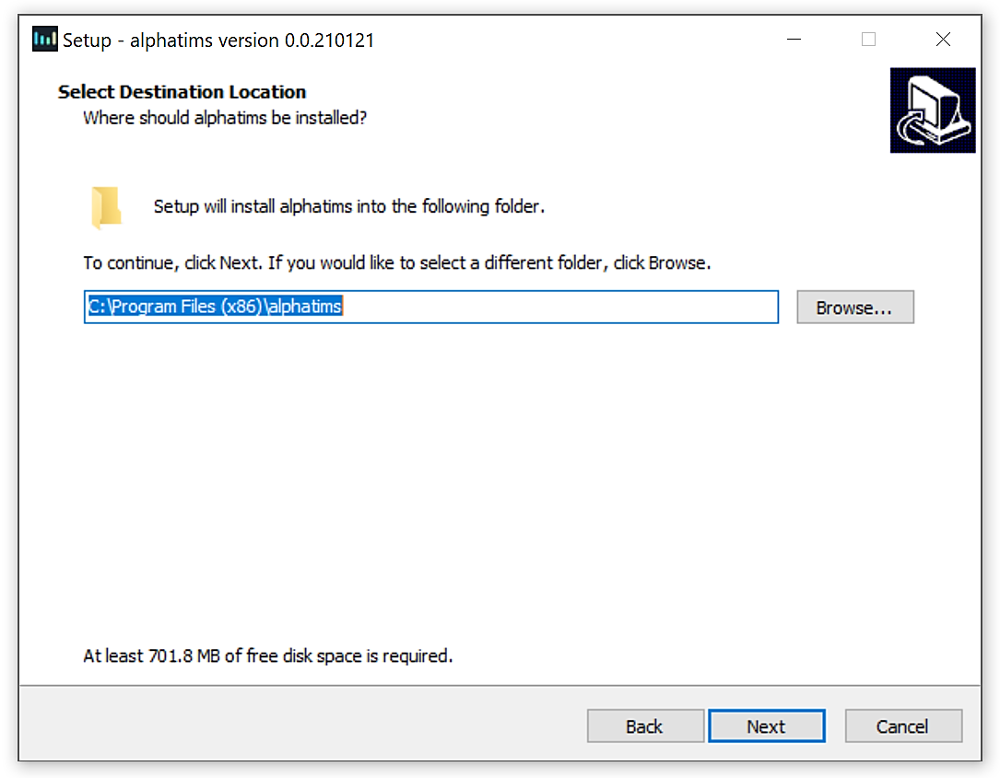 Setup - alphatims version 0.0.210121
Select Destination Location
Where should alphatims be installed?
Setup will install alphatims into the following folder.
To continue, click Next. If you would like to select a different folder, click Browse.
C:\Program Files (x86)\alphatims
Browse...
At least 701.8 MB of free disk space is required.
Back
Next
Cancel